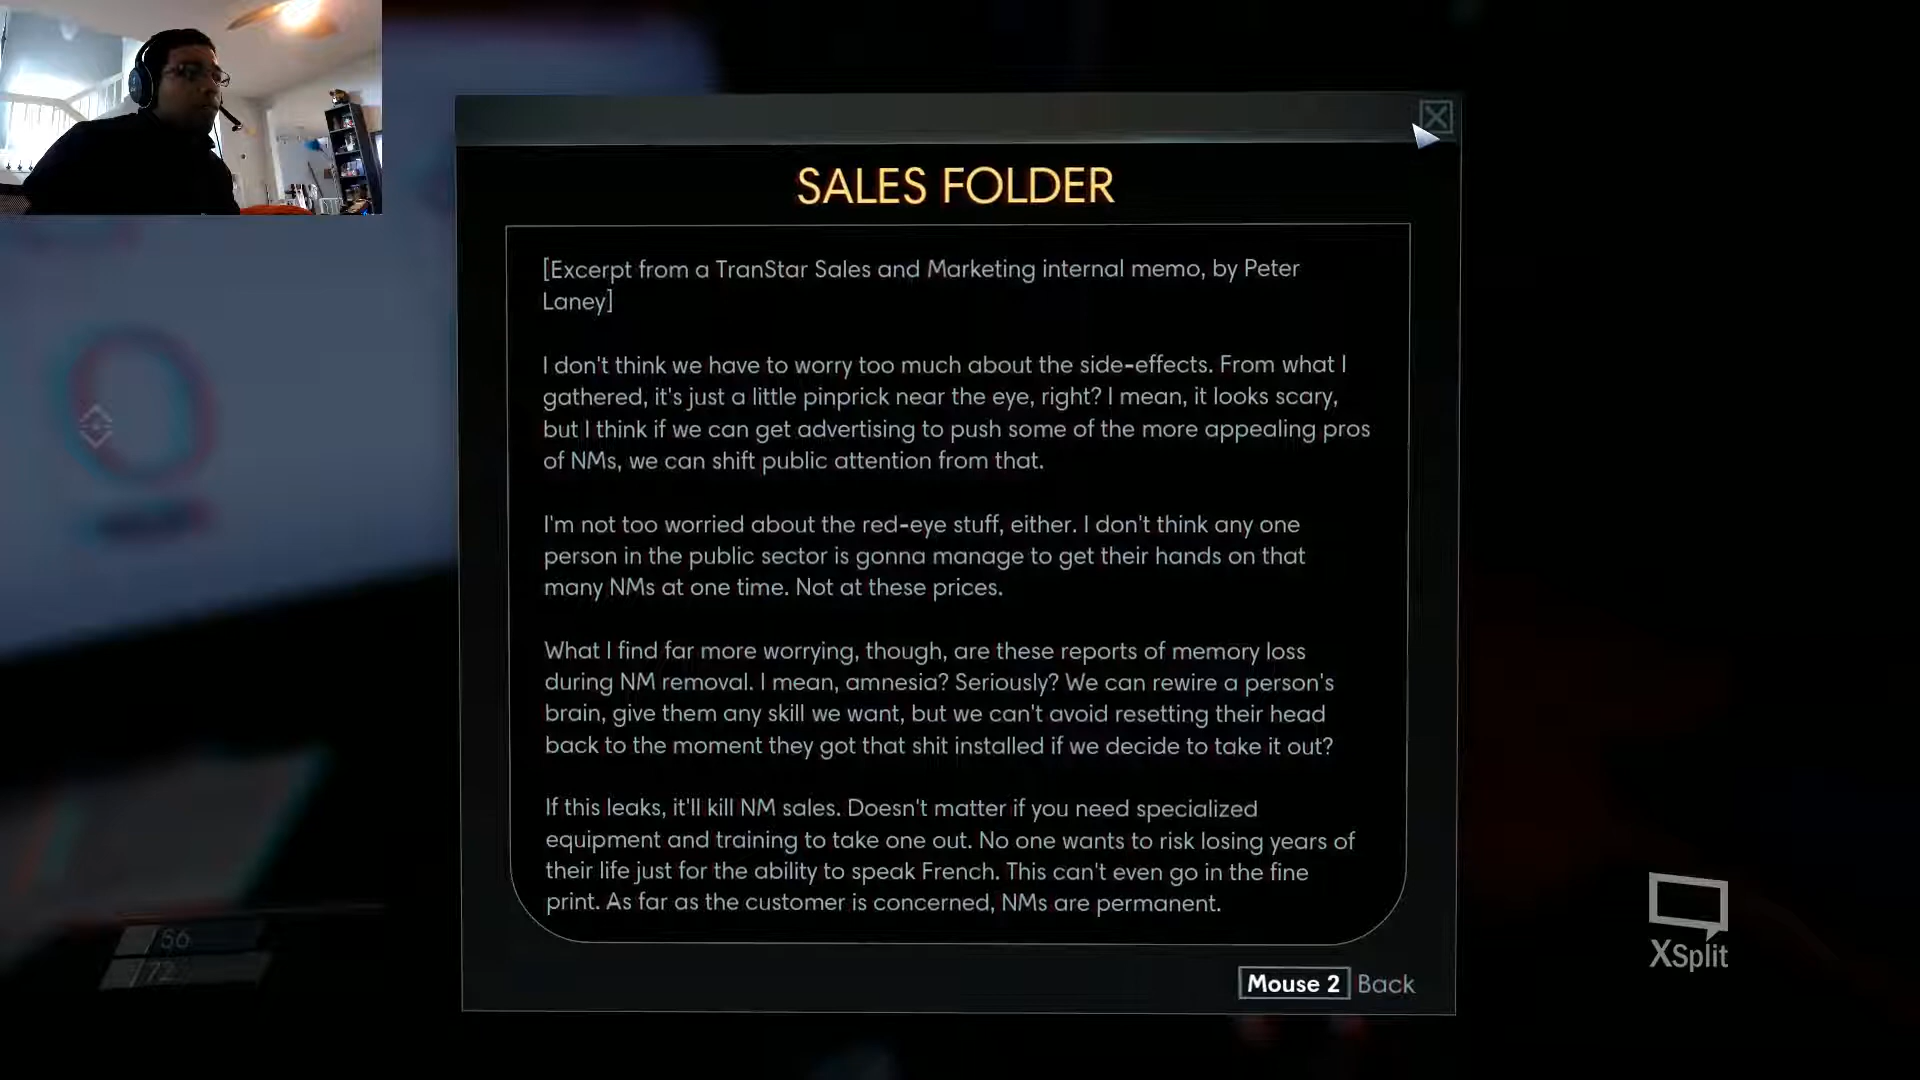 SALES FOLDER
[Excerpt from a TranStar Sales and Marketing internal memo, by Peter
Laney]
I don't think we have to worry too much about the side-effects. From what I
gathered, it's just a little pinprick near the eye, right? I mean, it looks scary,
but I think if we can get advertising to push some of the more appealing pros
of NMs, we can shift public attention from that.
I'm not too worried about the red-eye stuff, either. I don't think any one
person in the public sector is gonna manage to get their hands on that
many NMs at one time. Not at these prices.
What I find far more worrying, though, are these reports of memory loss
during NM removal. I mean, amnesia? Seriously? We can rewire a person's
brain, give them any skill we want, but we can't avoid resetting their head
back to the moment they got that shit installed if we decide to take it out?
If this leaks, it'll kill NM sales. Doesn't matter if you need specialized
equipment and training to take one out. No one wants to risk losing years of
their life just for the ability to speak French. This can't even go in the fine
print. As far as the customer is concerned, NMs are permanent.
Mouse 2 Back
XSplit
56